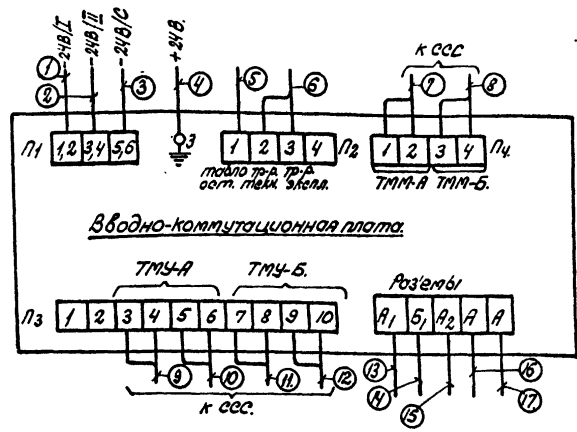 -24В/I -24В/II -24В/С +24В.
1 2 3 4 5 6 7 8
к ССС
П1 1,2 3,4 5,6
3
1 2 3 4 П2
1 2 3 4 П4
табло тр-р тр-р
ост. техн. экспл.
ТММ-А ТММ-Б.
Вводно-коммутационная плата.
ТМУ-А ТМУ-Б.
Раз'емы
П3 1 2 3 4 5 6 7 8 9 10
А1 Б1 А2 А А
9 10 11. 12 13 14 15 16 17.
к ССС.